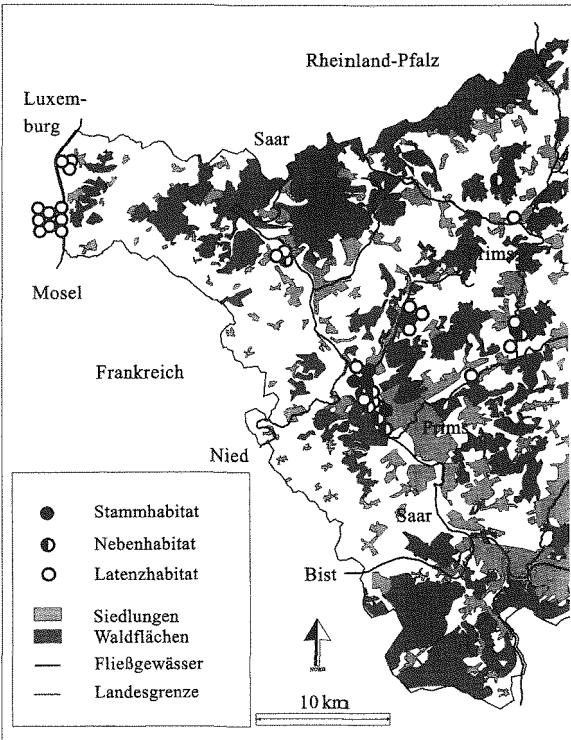 Rheinland-Pfalz
Luxem-
burg
Saar
Prims
Mosel
Frankreich
Prims
Nied
Saar
Bist
Stammhabitat
Nebenhabitat
Latenzhabitat
Siedlungen
Waldflächen
Fließgewässer
Landesgrenze
10 km